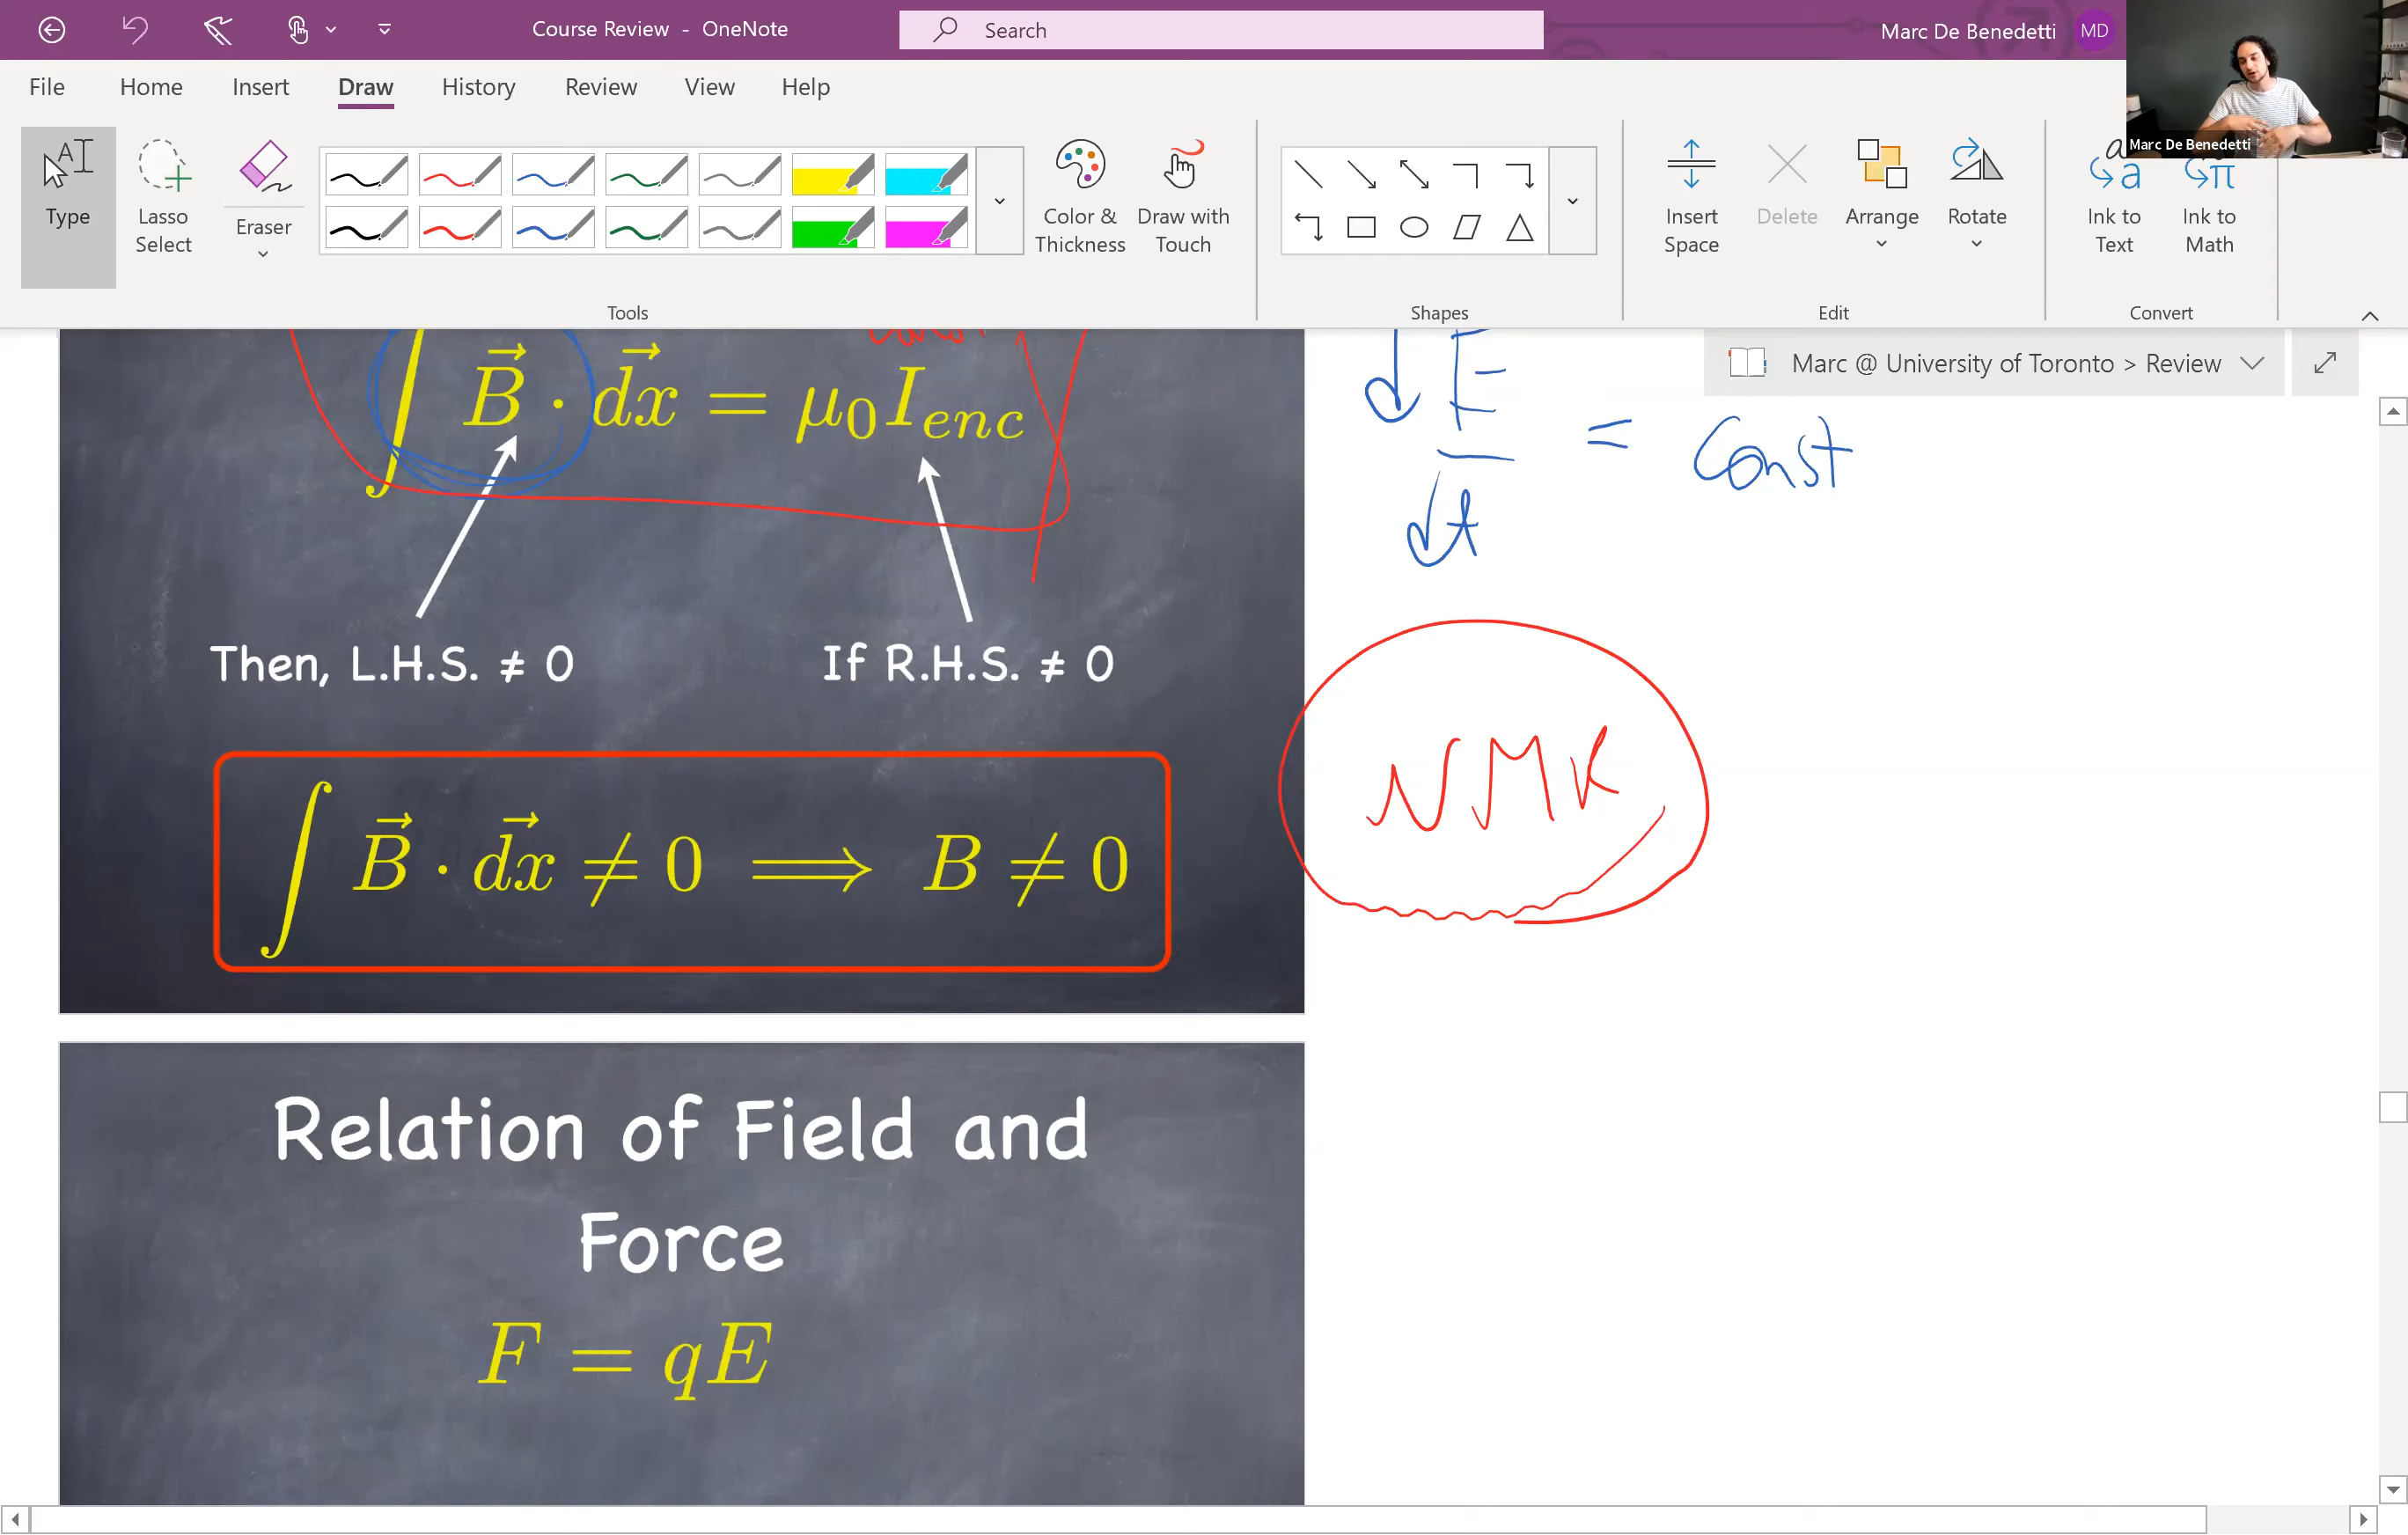 Course Review - OneNote
Search
Marc De Benedetti MD
File Home Insert Draw History Review View Help
Type
Lasso Select
Eraser
Color & Thickness
Draw with Touch
Insert Space
Delete
Arrange
Rotate
Ink to Text
Ink to Math
Tools Shapes Edit Convert
Marc De Benedetti
Marc @ University of Toronto > Review
∫ B⃗ · d⃗x = μ₀I_enc
dE/dt = Const
Then, L.H.S. ≠ 0 If R.H.S. ≠ 0
NMR
∫ B⃗ · d⃗x ≠ 0 ⟹ B ≠ 0
Relation of Field and
Force
F = qE